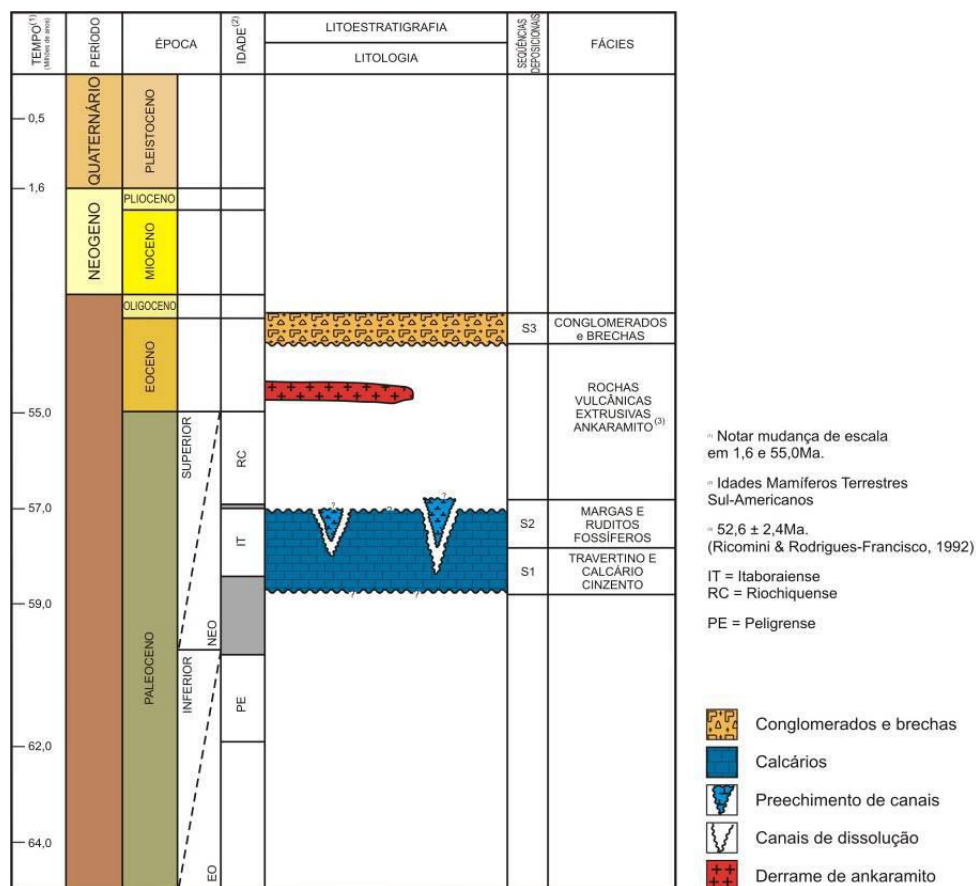 TEMPO(1)
(Milhões de anos)
PERÍODO
ÉPOCA
IDADE(2)
LITOESTRATIGRAFIA
LITOLOGIA
SEQÜÊNCIAS
DEPOSICIONAIS
FÁCIES
0,5
1,6
55,0
57,0
59,0
62,0
64,0
QUATERNÁRIO
NEOGENO
PLEISTOCENO
PLIOCENO
MIOCENO
OLIGOCENO
EOCENO
PALEOCENO
SUPERIOR
NEO
INFERIOR
EO
RC
IT
PE
?
?
?
?
?
?
S3
S2
S1
CONGLOMERADOS
e BRECHAS
ROCHAS
VULCÂNICAS
EXTRUSIVAS
ANKARAMITO(3)
MARGAS E
RUDITOS
FOSSÍFEROS
TRAVERTINO E
CALCÁRIO
CINZENTO
Notar mudança de escala
em 1,6 e 55,0Ma.
Idades Mamíferos Terrestres
Sul-Americanos
52,6 ± 2,4Ma.
(Ricomini & Rodrigues-Francisco, 1992)
IT = Itaboraiense
RC = Riochiquense
PE = Peligrense
Conglomerados e brechas
Calcários
Preechimento de canais
Canais de dissolução
Derrame de ankaramito